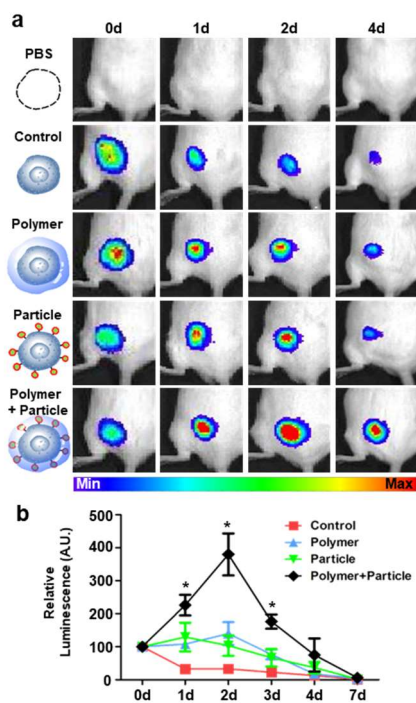 a
0d 1d 2d 4d
PBS
Control
Polymer
Particle
Polymer
+ Particle
Min Max
b
500
400
300
200
100
0
Relative
Luminescence (A.U.)
* * *
Control
Polymer
Particle
Polymer+Particle
0d 1d 2d 3d 4d 7d